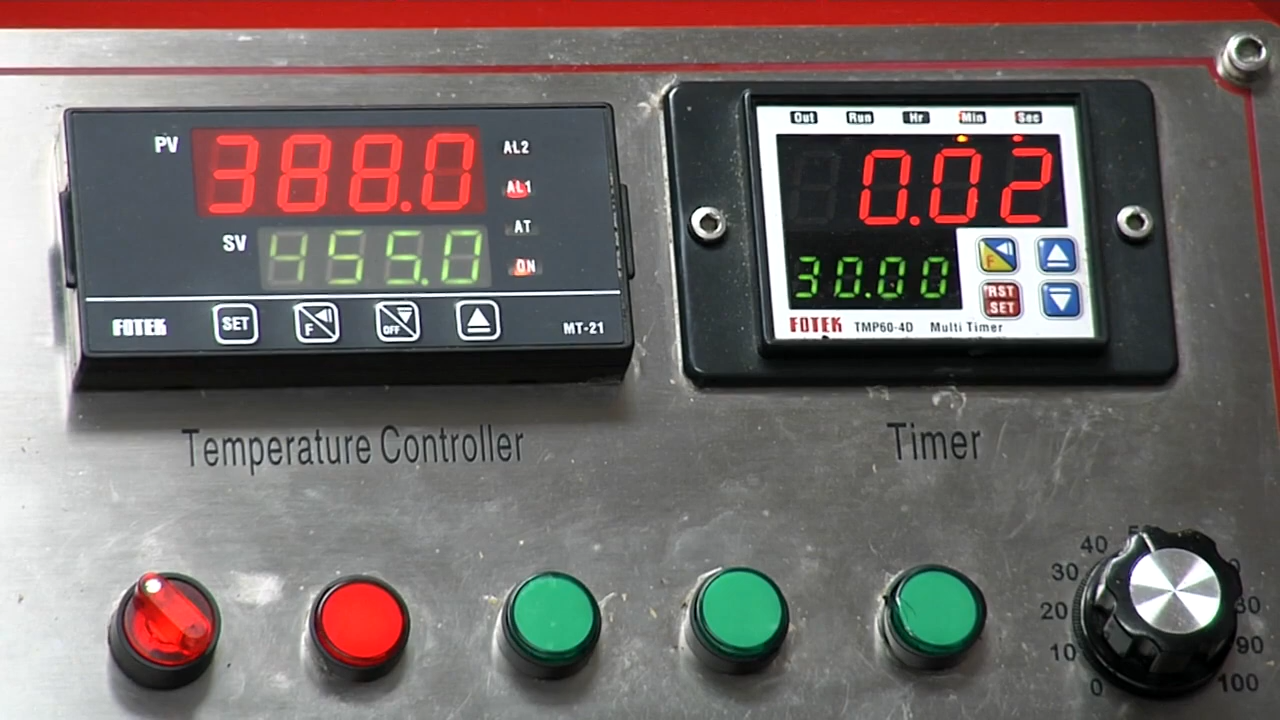 PV 388.0 AL2
AL1
SV 455.0 AT
ON
FOTEK SET F OFF MT-21
Temperature Controller
Out Run Hr Min Sec
0.02
30.00 F
RST
SET
FOTEK TMP60-4D Multi Timer
Timer
40
30
20
10
0
90
100